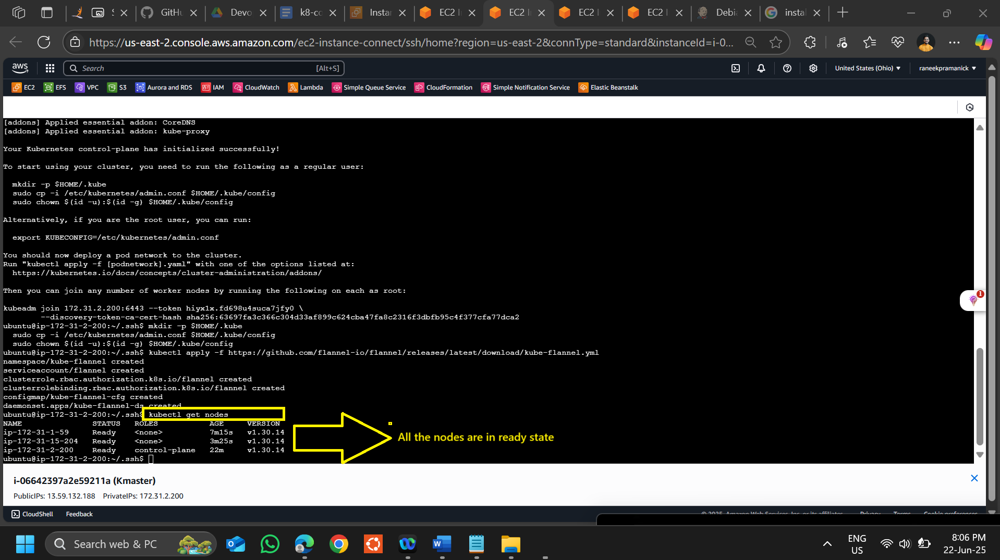 GitHu
Devo
k8-co
Instan
EC2 I
EC2 I
EC2 I
EC2 I
Debia
instal
https://us-east-2.console.aws.amazon.com/ec2-instance-connect/ssh/home?region=us-east-2&connType=standard&instanceId=i-0...
aws
Search
[Alt+S]
United States (Ohio)
raneekpramanick
EC2
EFS
VPC
S3
Aurora and RDS
IAM
CloudWatch
Lambda
Simple Queue Service
CloudFormation
Simple Notification Service
Elastic Beanstalk
[addons] Applied essential addon: CoreDNS
[addons] Applied essential addon: kube-proxy
Your Kubernetes control-plane has initialized successfully!
To start using your cluster, you need to run the following as a regular user:
mkdir -p $HOME/.kube
sudo cp -i /etc/kubernetes/admin.conf $HOME/.kube/config
sudo chown $(id -u):$(id -g) $HOME/.kube/config
Alternatively, if you are the root user, you can run:
export KUBECONFIG=/etc/kubernetes/admin.conf
You should now deploy a pod network to the cluster.
Run "kubectl apply -f [podnetwork].yaml" with one of the options listed at:
https://kubernetes.io/docs/concepts/cluster-administration/addons/
Then you can join any number of worker nodes by running the following on each as root:
kubeadm join 172.31.2.200:6443 --token hiyx1x.fd698u4suca7jfy0 \
--discovery-token-ca-cert-hash sha256:63697fa3c366c304d33af899c624cba47fa8c2316f3dbfb95c4f377cfa77dca2
ubuntu@ip-172-31-2-200:~/.ssh$ mkdir -p $HOME/.kube
sudo cp -i /etc/kubernetes/admin.conf $HOME/.kube/config
sudo chown $(id -u):$(id -g) $HOME/.kube/config
ubuntu@ip-172-31-2-200:~/.ssh$ kubectl apply -f https://github.com/flannel-io/flannel/releases/latest/download/kube-flannel.yml
namespace/kube-flannel created
serviceaccount/flannel created
clusterrole.rbac.authorization.k8s.io/flannel created
clusterrolebinding.rbac.authorization.k8s.io/flannel created
configmap/kube-flannel-cfg created
daemonset.apps/kube-flannel-ds created
ubuntu@ip-172-31-2-200:~/.ssh$ kubectl get nodes
NAME STATUS ROLES AGE VERSION
ip-172-31-1-59 Ready <none> 7m15s v1.30.14
ip-172-31-15-204 Ready <none> 3m25s v1.30.14
ip-172-31-2-200 Ready control-plane 22m v1.30.14
ubuntu@ip-172-31-2-200:~/.ssh$
All the nodes are in ready state
1
i-06642397a2e59211a (Kmaster)
PublicIPs: 13.59.132.188 PrivateIPs: 172.31.2.200
CloudShell
Feedback
© 2025, Amazon Web Services, Inc. or its affiliates.
Privacy
Terms
Cookie preferences
Search web & PC
ENG
US
8:06 PM
22-Jun-25